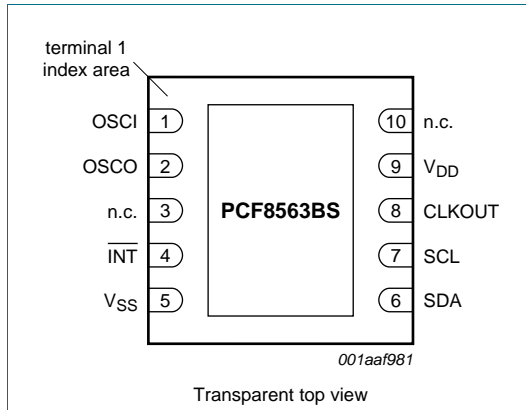 terminal 1
index area
OSCI 1 10 n.c.
OSCO 2 9 VDD
n.c. 3 PCF8563BS 8 CLKOUT
INT 4 7 SCL
VSS 5 6 SDA
001aaf981
Transparent top view